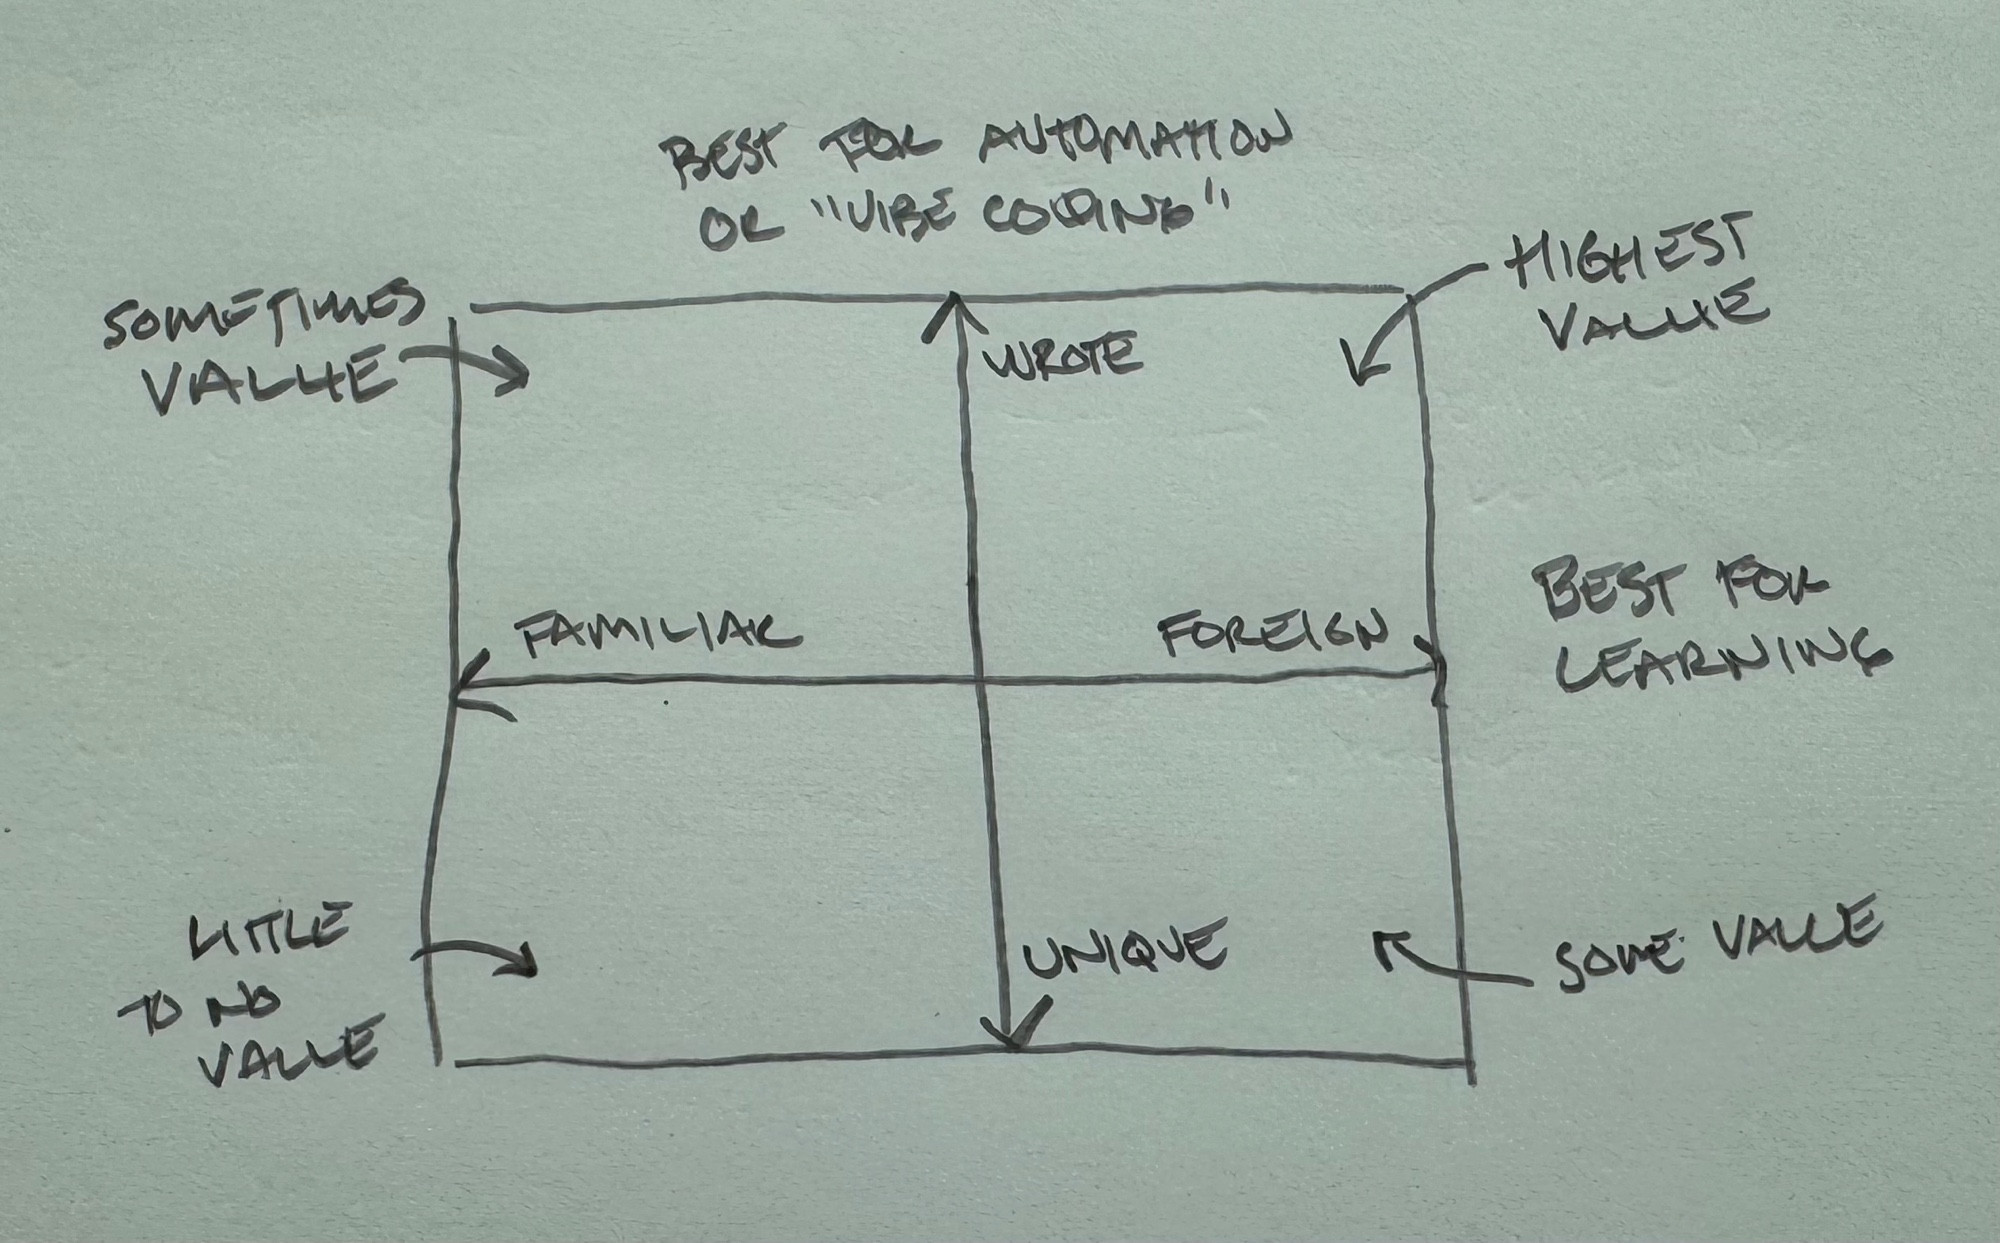 BEST FOR AUTOMATION
OR "VIBE CODING"
SOMETIMES
VALUE
HIGHEST
VALUE
WROTE
FAMILIAR
FOREIGN
BEST FOR
LEARNING
LITTLE
TO NO
VALUE
UNIQUE
SOME VALUE